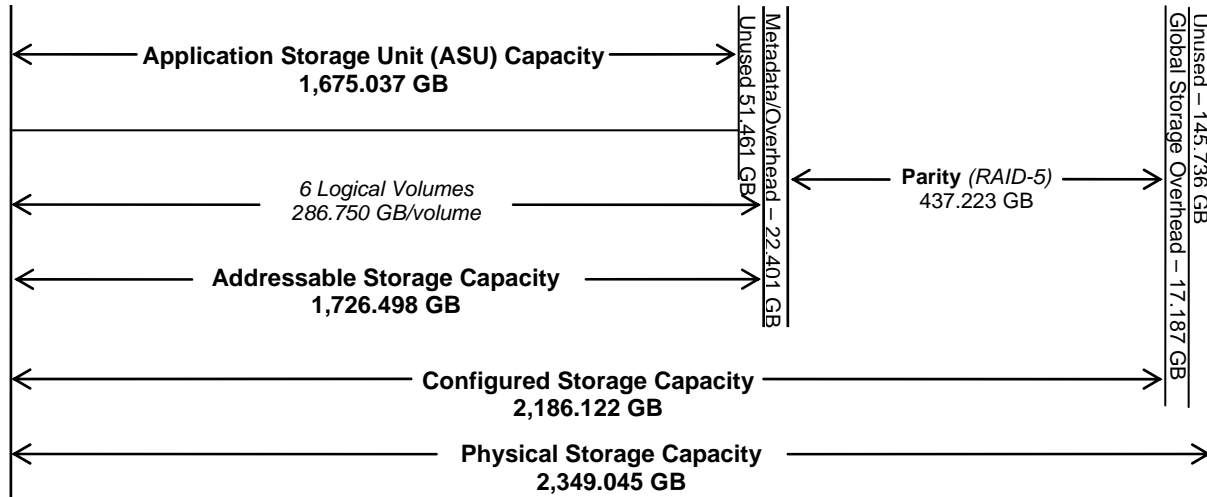 Application Storage Unit (ASU) Capacity
1,675.037 GB
Unused 51.461 GB
Metadata/Overhead – 22.401 GB
Unused – 145.736 GB
Global Storage Overhead – 17.187 GB
6 Logical Volumes
286.750 GB/volume
Parity (RAID-5)
437.223 GB
Addressable Storage Capacity
1,726.498 GB
Configured Storage Capacity
2,186.122 GB
Physical Storage Capacity
2,349.045 GB